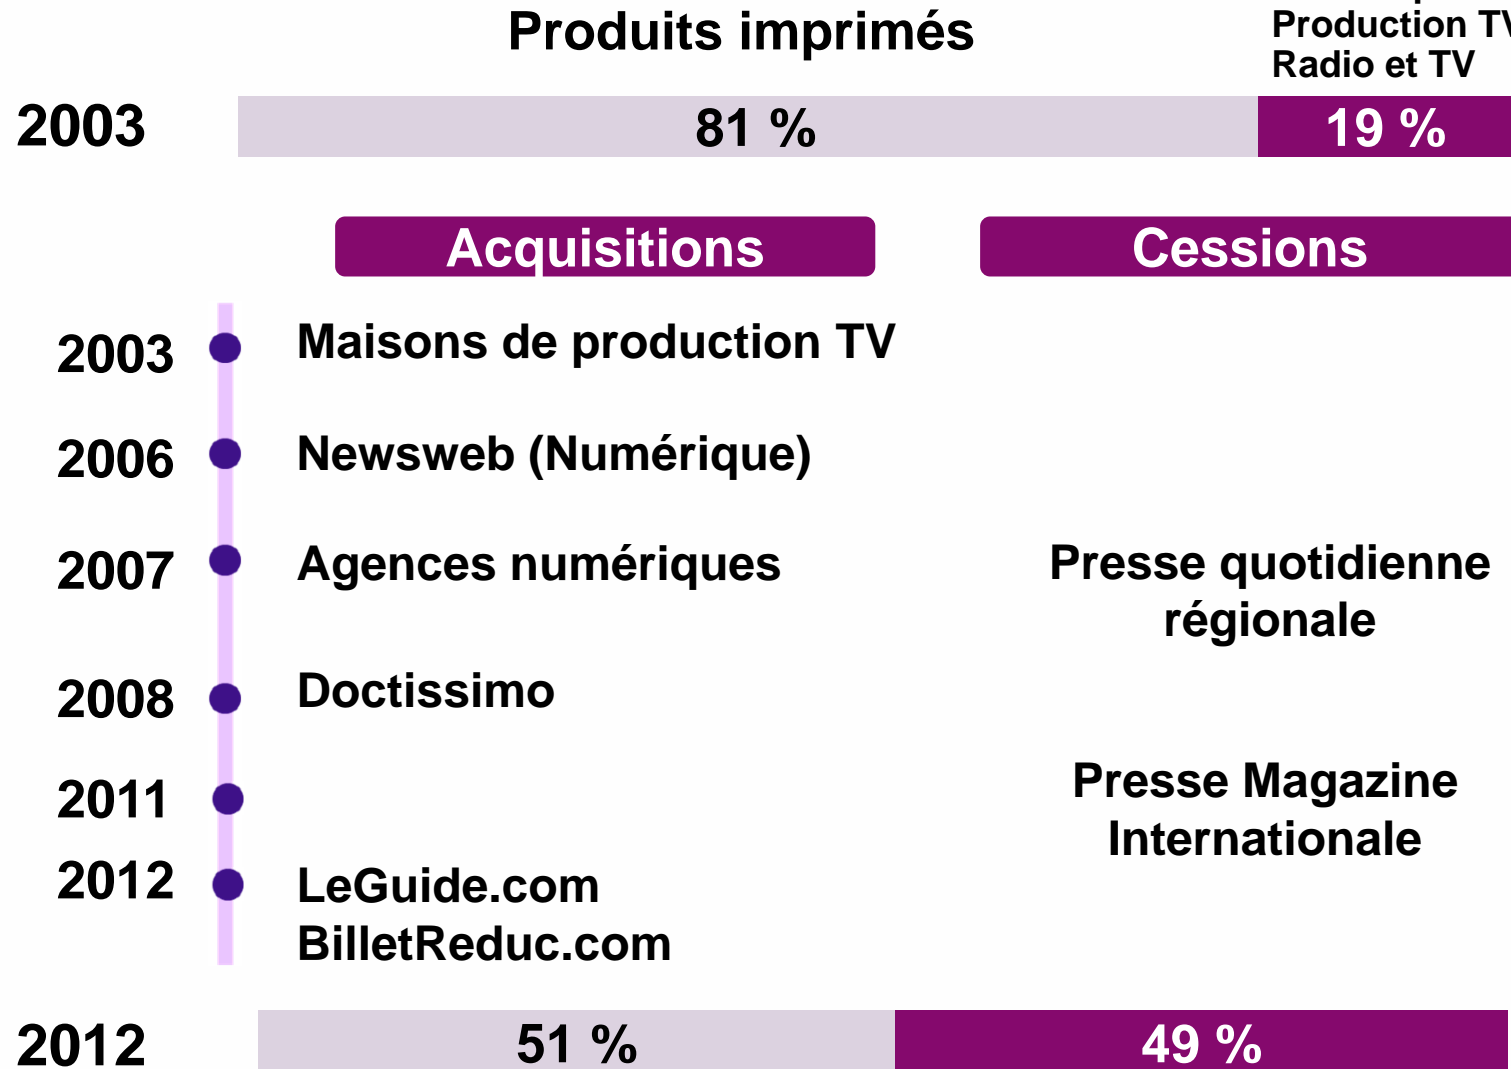 Produits imprimés
Production TV
Radio et TV
2003
81 %
19 %
Acquisitions
Cessions
2003
Maisons de production TV
2006
Newsweb (Numérique)
2007
Agences numériques
Presse quotidienne
régionale
2008
Doctissimo
2011
Presse Magazine
Internationale
2012
LeGuide.com
BilletReduc.com
2012
51 %
49 %